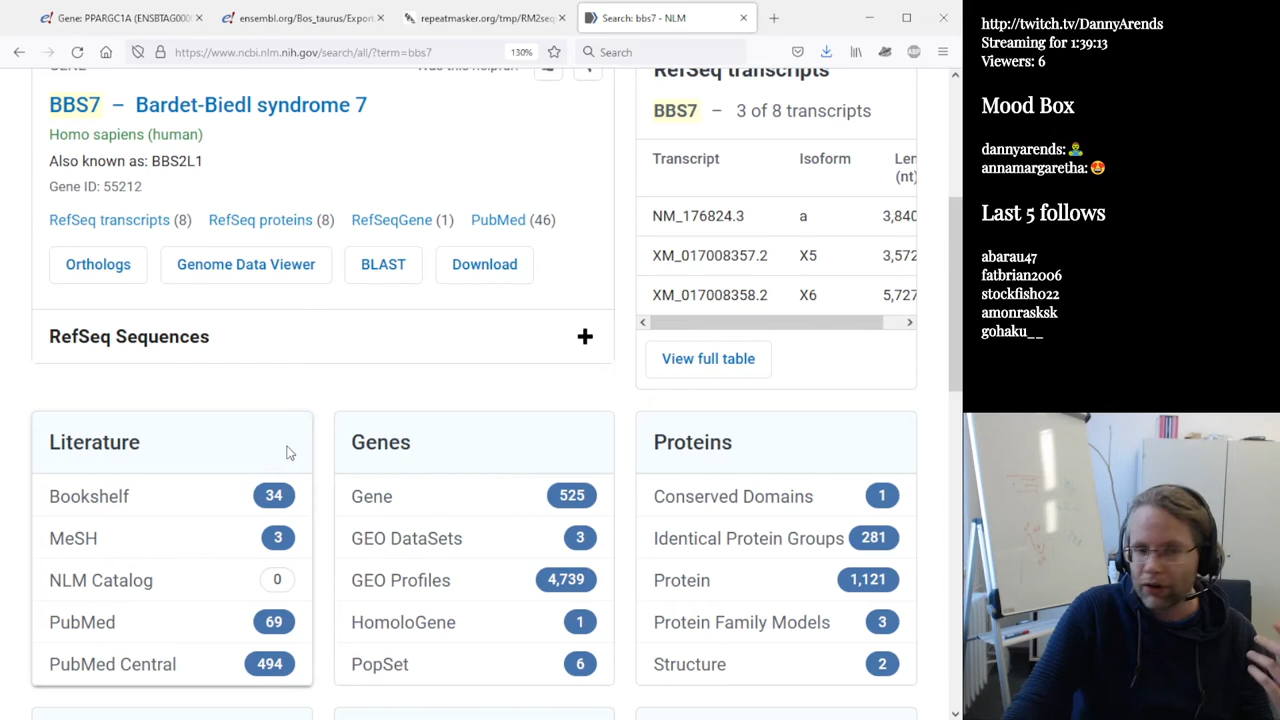 Gene: PPARGC1A (ENSBTAG000
ensembl.org/Bos_taurus/Export
repeatmasker.org/tmp/RM2seq
Search: bbs7 - NLM
https://www.ncbi.nlm.nih.gov/search/all/?term=bbs7
130%
Search
BBS7 – Bardet-Biedl syndrome 7
Homo sapiens (human)
Also known as: BBS2L1
Gene ID: 55212
RefSeq transcripts (8) RefSeq proteins (8) RefSeqGene (1) PubMed (46)
Orthologs
Genome Data Viewer
BLAST
Download
RefSeq Sequences
RefSeq transcripts
BBS7 – 3 of 8 transcripts
Transcript Isoform Len
(nt)
NM_176824.3 a 3,840
XM_017008357.2 X5 3,572
XM_017008358.2 X6 5,727
View full table
Literature
Bookshelf 34
MeSH 3
NLM Catalog 0
PubMed 69
PubMed Central 494
Genes
Gene 525
GEO DataSets 3
GEO Profiles 4,739
HomoloGene 1
PopSet 6
Proteins
Conserved Domains 1
Identical Protein Groups 281
Protein 1,121
Protein Family Models 3
Structure 2
http://twitch.tv/DannyArends
Streaming for 1:39:13
Viewers: 6
Mood Box
dannyarends:
annamargaretha:
Last 5 follows
abarau47
fatbrian2006
stockfish022
amonrasksk
gohaku__